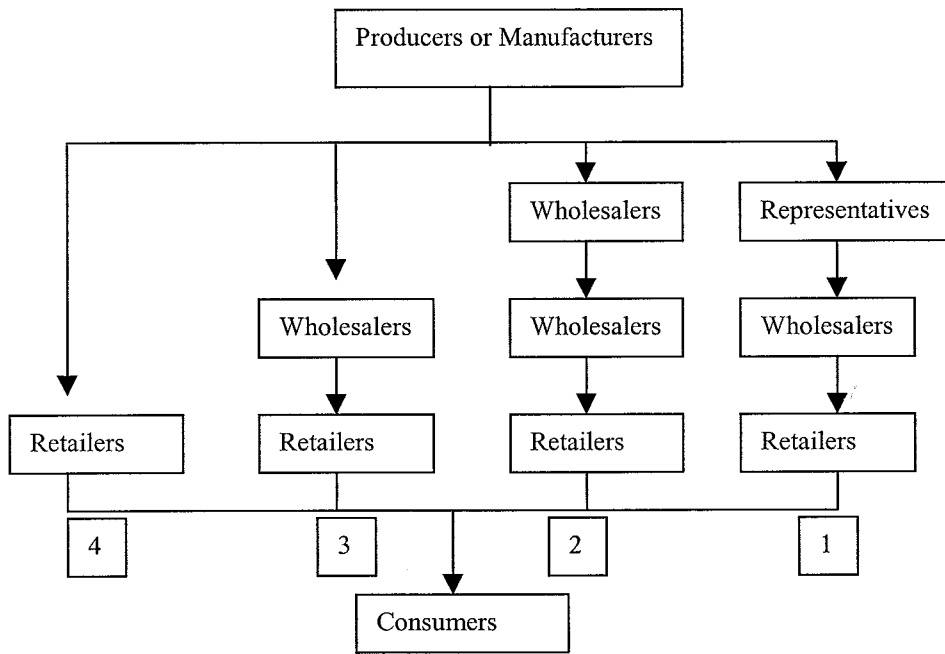 Producers or Manufacturers
Wholesalers
Representatives
Wholesalers
Wholesalers
Wholesalers
Retailers
Retailers
Retailers
Retailers
4
3
2
1
Consumers